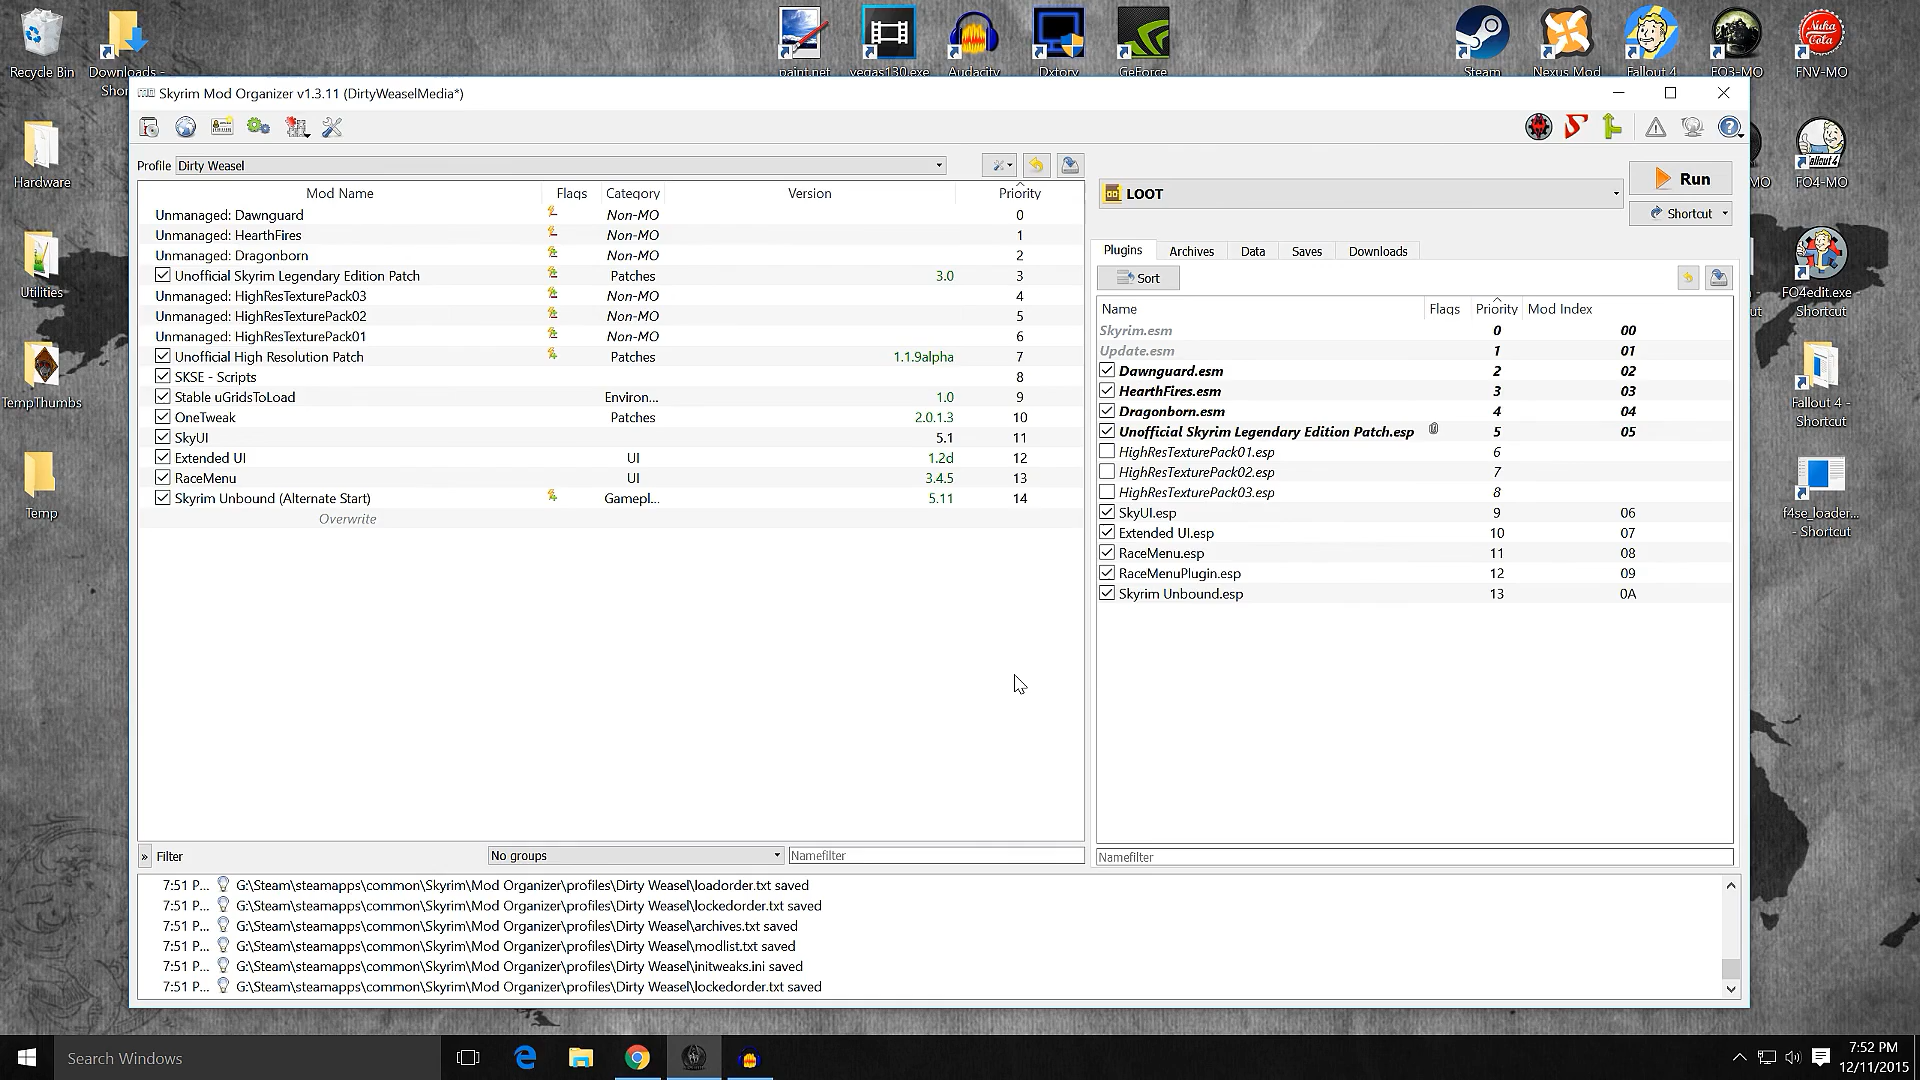 Recycle Bin
Downloads -
Shor
paint.net
vegas130.exe
Audacity
Dxtory
GeForce
Steam
Nexus Mod
Fallout 4
FO3-MO
FNV-MO
Skyrim Mod Organizer v1.3.11 (DirtyWeaselMedia*)
Profile Dirty Weasel
Mod Name Flags Category Version Priority
Unmanaged: Dawnguard Non-MO 0
Unmanaged: HearthFires Non-MO 1
Unmanaged: Dragonborn Non-MO 2
Unofficial Skyrim Legendary Edition Patch Patches 3.0 3
Unmanaged: HighResTexturePack03 Non-MO 4
Unmanaged: HighResTexturePack02 Non-MO 5
Unmanaged: HighResTexturePack01 Non-MO 6
Unofficial High Resolution Patch Patches 1.1.9alpha 7
SKSE - Scripts 8
Stable uGridsToLoad Environ... 1.0 9
OneTweak Patches 2.0.1.3 10
SkyUI 5.1 11
Extended UI UI 1.2d 12
RaceMenu UI 3.4.5 13
Skyrim Unbound (Alternate Start) Gamepl... 5.11 14
Overwrite
» Filter No groups Namefilter
LOOT
Run
Shortcut
Plugins Archives Data Saves Downloads
Sort
Name Flags Priority Mod Index
Skyrim.esm 0 00
Update.esm 1 01
Dawnguard.esm 2 02
HearthFires.esm 3 03
Dragonborn.esm 4 04
Unofficial Skyrim Legendary Edition Patch.esp 5 05
HighResTexturePack01.esp 6
HighResTexturePack02.esp 7
HighResTexturePack03.esp 8
SkyUI.esp 9 06
Extended UI.esp 10 07
RaceMenu.esp 11 08
RaceMenuPlugin.esp 12 09
Skyrim Unbound.esp 13 0A
Namefilter
7:51 P... G:\Steam\steamapps\common\Skyrim\Mod Organizer\profiles\Dirty Weasel\loadorder.txt saved
7:51 P... G:\Steam\steamapps\common\Skyrim\Mod Organizer\profiles\Dirty Weasel\lockedorder.txt saved
7:51 P... G:\Steam\steamapps\common\Skyrim\Mod Organizer\profiles\Dirty Weasel\archives.txt saved
7:51 P... G:\Steam\steamapps\common\Skyrim\Mod Organizer\profiles\Dirty Weasel\modlist.txt saved
7:51 P... G:\Steam\steamapps\common\Skyrim\Mod Organizer\profiles\Dirty Weasel\initweaks.ini saved
7:51 P... G:\Steam\steamapps\common\Skyrim\Mod Organizer\profiles\Dirty Weasel\lockedorder.txt saved
Hardware
Utilities
TempThumbs
Temp
MO
FO4-MO
FO4edit.exe
Shortcut
Fallout 4 -
Shortcut
f4se_loader...
- Shortcut
Search Windows
7:52 PM
12/11/2015